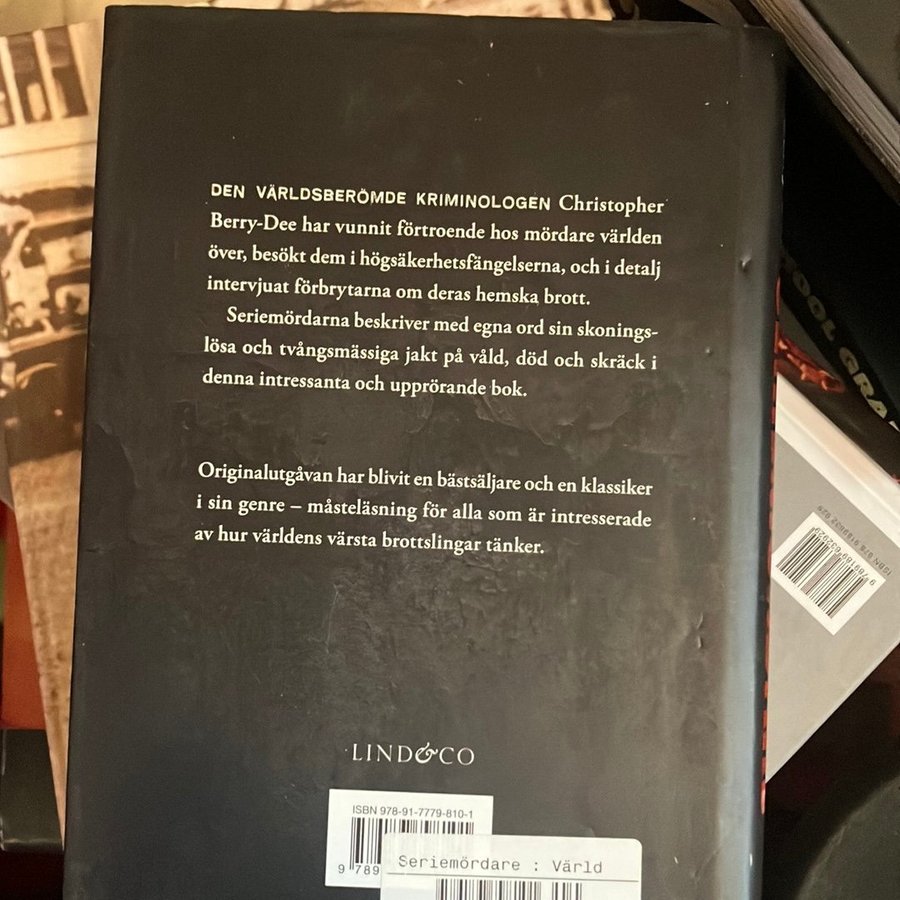 DEN VÄRLDSBERÖMDE KRIMINOLOGEN Christopher
Berry-Dee har vunnit förtroende hos mördare världen
över, besökt dem i högsäkerhetsfängelserna, och i detalj
intervjuat förbrytarna om deras hemska brott.
Seriemördarna beskriver med egna ord sin skonings-
lösa och tvångsmässiga jakt på våld, död och skräck i
denna intressanta och upprörande bok.
Originalutgåvan har blivit en bästsäljare och en klassiker
i sin genre – måsteläsning för alla som är intresserade
av hur världens värsta brottslingar tänker.
LIND&CO
ISBN 978-91-7779-810-1
9 789
Seriemördare : Värld